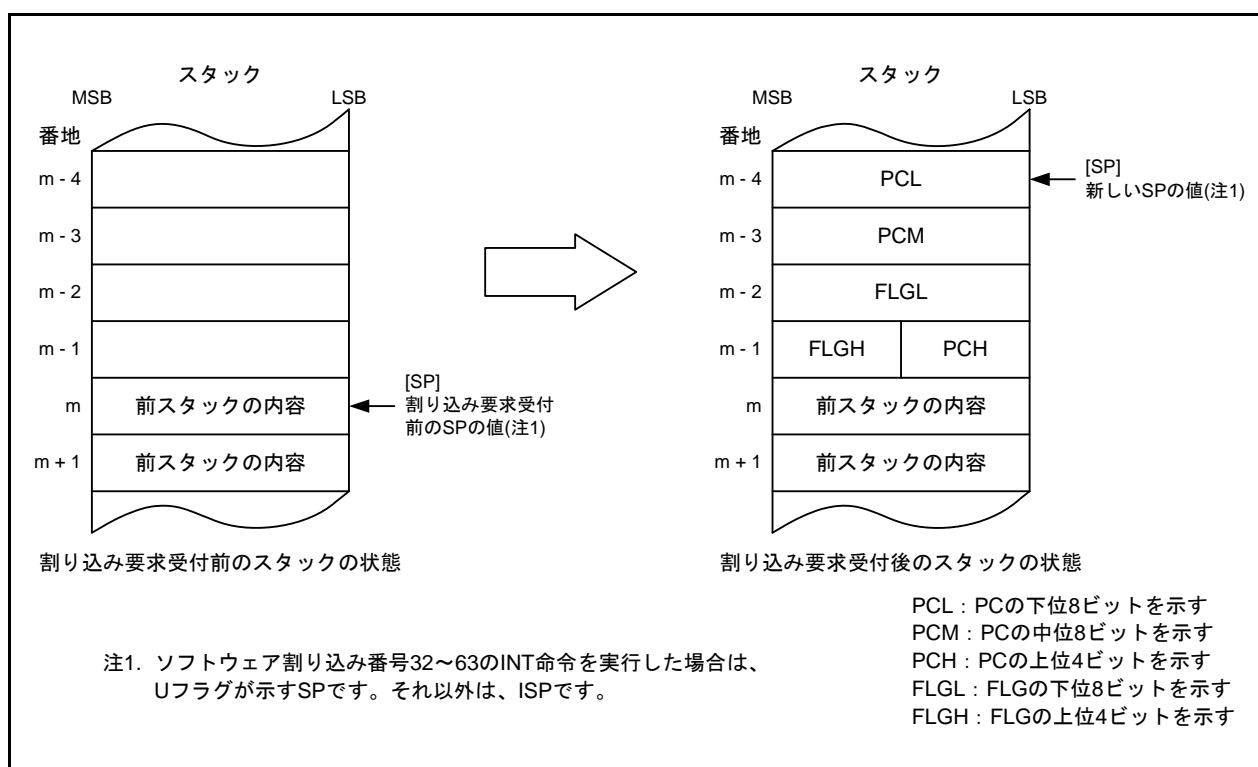 スタック
MSB
LSB
番地
m - 4
m - 3
m - 2
m - 1
m
前スタックの内容
m + 1
前スタックの内容
[SP]
割り込み要求受付
前のSPの値(注1)
割り込み要求受付前のスタックの状態
スタック
MSB
LSB
番地
m - 4
PCL
m - 3
PCM
m - 2
FLGL
m - 1
FLGH
PCH
m
前スタックの内容
m + 1
前スタックの内容
[SP]
新しいSPの値(注1)
割り込み要求受付後のスタックの状態
PCL：PCの下位8ビットを示す
PCM：PCの中位8ビットを示す
PCH：PCの上位4ビットを示す
FLGL：FLGの下位8ビットを示す
FLGH：FLGの上位4ビットを示す
注1. ソフトウェア割り込み番号32～63のINT命令を実行した場合は、
Uフラグが示すSPです。それ以外は、ISPです。